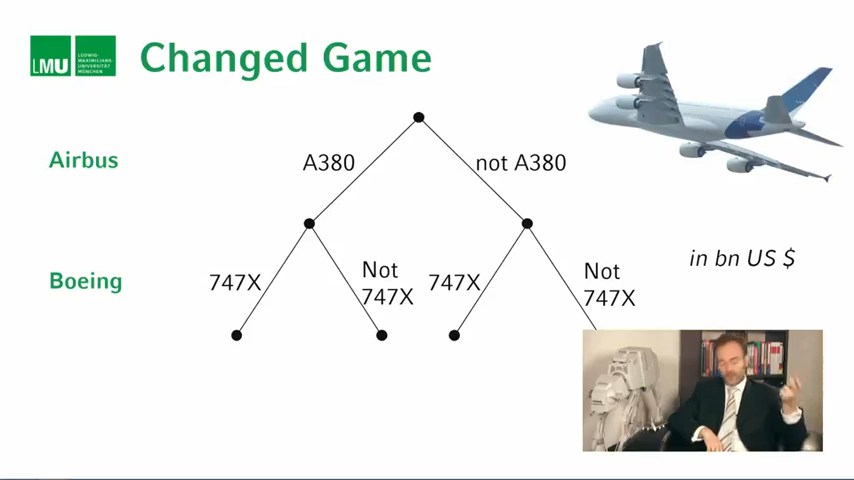 LMU
LUDWIG-
MAXIMILIANS-
UNIVERSITÄT
MÜNCHEN
Changed Game
Airbus
A380
not A380
in bn US $
Boeing
747X
Not
747X
747X
Not
747X